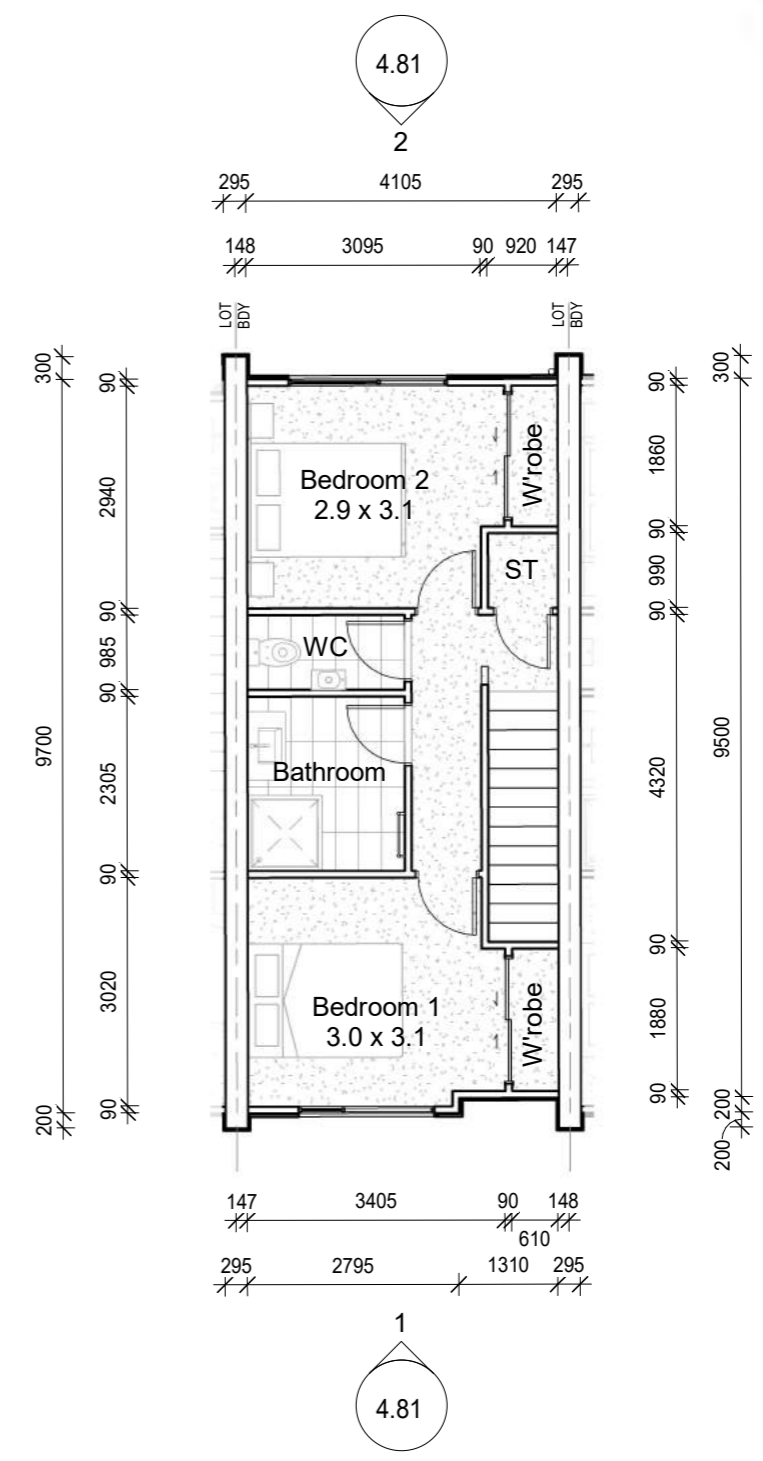 4.81
2
295 4105 295
148 3095 90 920 147
LOT BDY
LOT BDY
300
9700
200
90
2940
90
985
90
2305
90
3020
90
Bedroom 2
2.9 x 3.1
W'robe
ST
WC
Bathroom
Bedroom 1
3.0 x 3.1
W'robe
90
1860
90
990
90
4320
90
1880
90
300
9500
200
200
147 3405 90 148
610
295 2795 1310 295
1
4.81